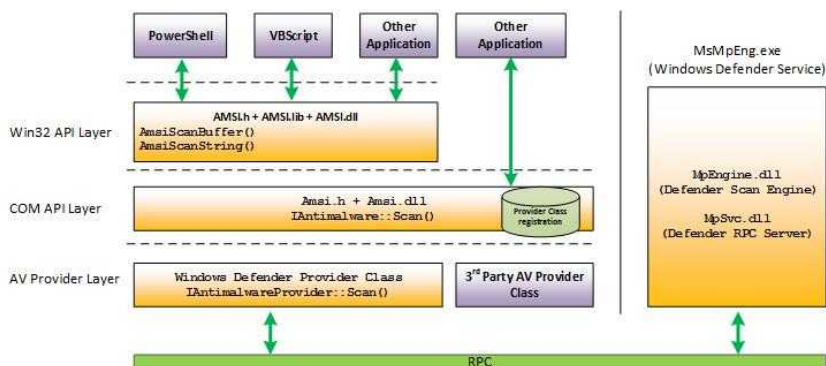 PowerShell
VBScript
Other
Application
Other
Application
MsMpEng.exe
(Windows Defender Service)
Win32 API Layer
AMSI.h + AMSI.lib + AMSI.dll
AmsiScanBuffer()
AmsiScanString()
COM API Layer
Amsi.h + Amsi.dll
IAntimalware::Scan()
Provider Class
registration
MpEngine.dll
(Defender Scan Engine)
MpSvc.dll
(Defender RPC Server)
AV Provider Layer
Windows Defender Provider Class
IAntimalwareProvider::Scan()
3rd Party AV Provider
Class
RPC